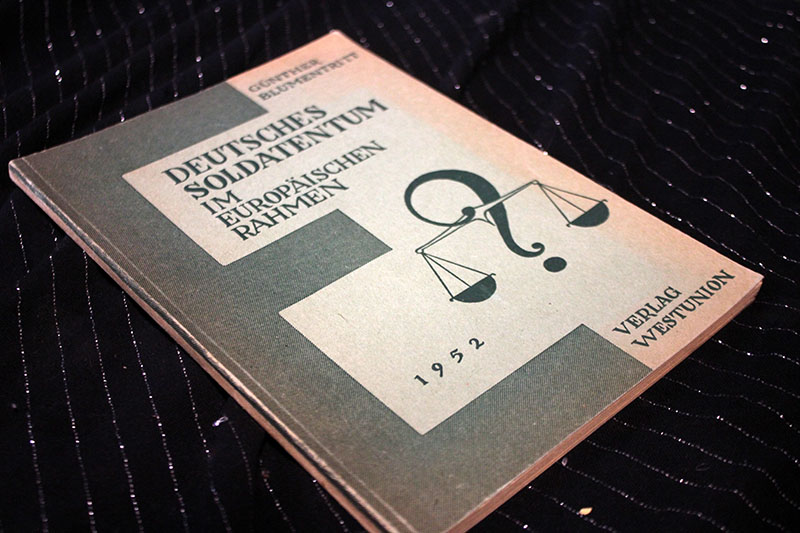 GÜNTHER
BLUMENTRITT
DEUTSCHES
SOLDATENTUM
IM
EUROPÄISCHEN
RAHMEN
?
1952
VERLAG
WESTUNION